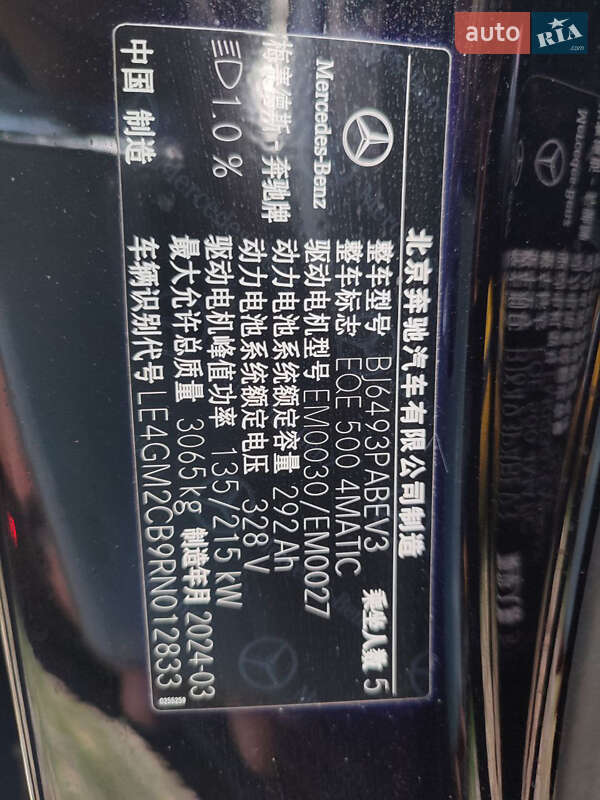 auto RIA.com
北京奔驰汽车有限公司制造
Mercedes-Benz
梅赛德斯-奔驰牌
1.0%
中国 制造
整车型号 BJ6493PABEV3 乘坐人数 5
整车标志 EQE 500 4MATIC
驱动电机型号 EM0030/EM0027
动力电池系统额定容量 292Ah
动力电池系统额定电压 328V
驱动电机峰值功率 135/215kW
最大允许总质量 3065kg 制造年月 2024-03
车辆识别代号 LE4GM2CB9RN012833